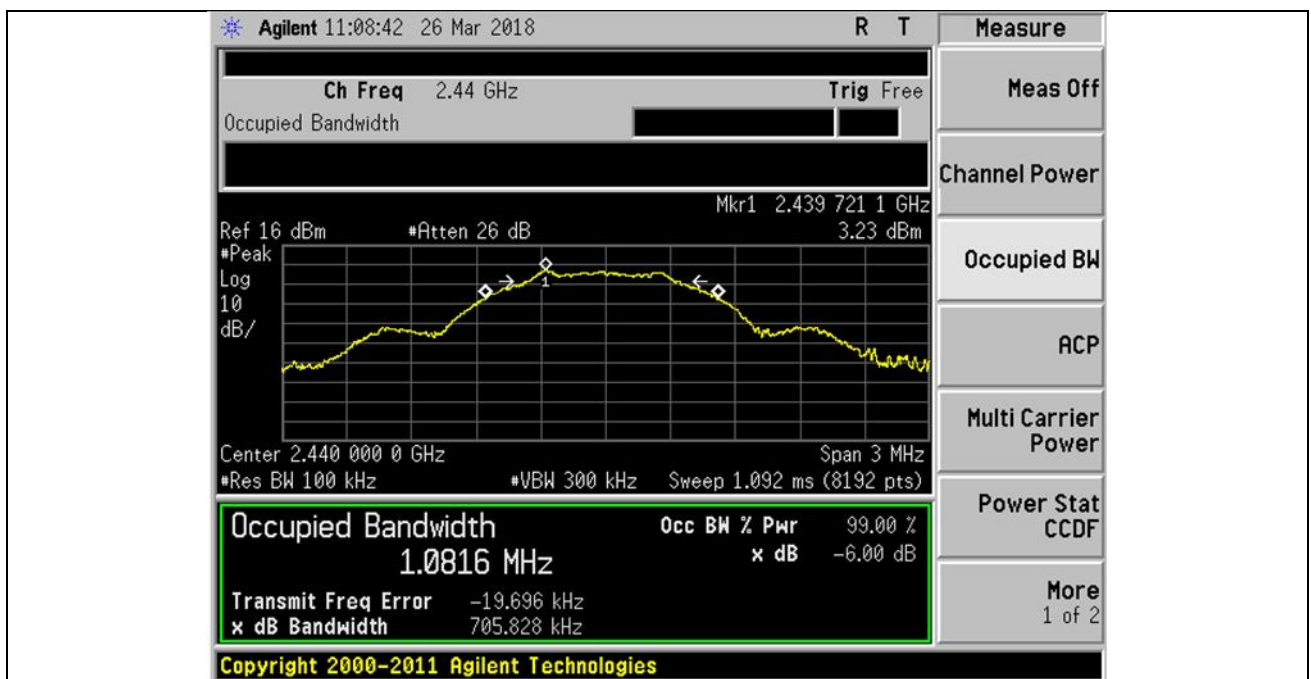 Agilent 11:08:42 26 Mar 2018 R T
Ch Freq 2.44 GHz Trig Free
Occupied Bandwidth
Mkr1 2.439 721 1 GHz
Ref 16 dBm #Atten 26 dB 3.23 dBm
#Peak
Log
10
dB/
1
Center 2.440 000 0 GHz Span 3 MHz
#Res BW 100 kHz #VBW 300 kHz Sweep 1.092 ms (8192 pts)
Occupied Bandwidth Occ BW % Pwr 99.00 %
1.0816 MHz x dB -6.00 dB
Transmit Freq Error -19.696 kHz
x dB Bandwidth 705.828 kHz
Copyright 2000-2011 Agilent Technologies
Measure
Meas Off
Channel Power
Occupied BW
ACP
Multi Carrier
Power
Power Stat
CCDF
More
1 of 2